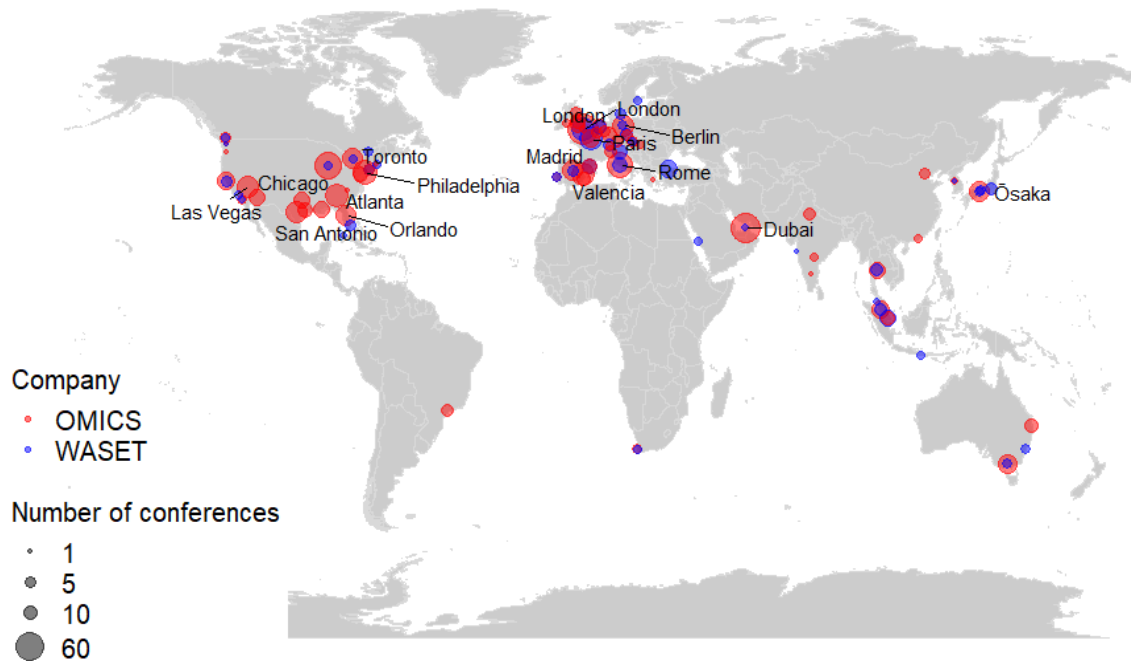 London
London
Berlin
Paris
Toronto
Madrid
Rome
Philadelphia
Chicago
Valencia
Ōsaka
Las Vegas
Atlanta
San Antonio
Orlando
Dubai
Company
OMICS
WASET
Number of conferences
1
5
10
60